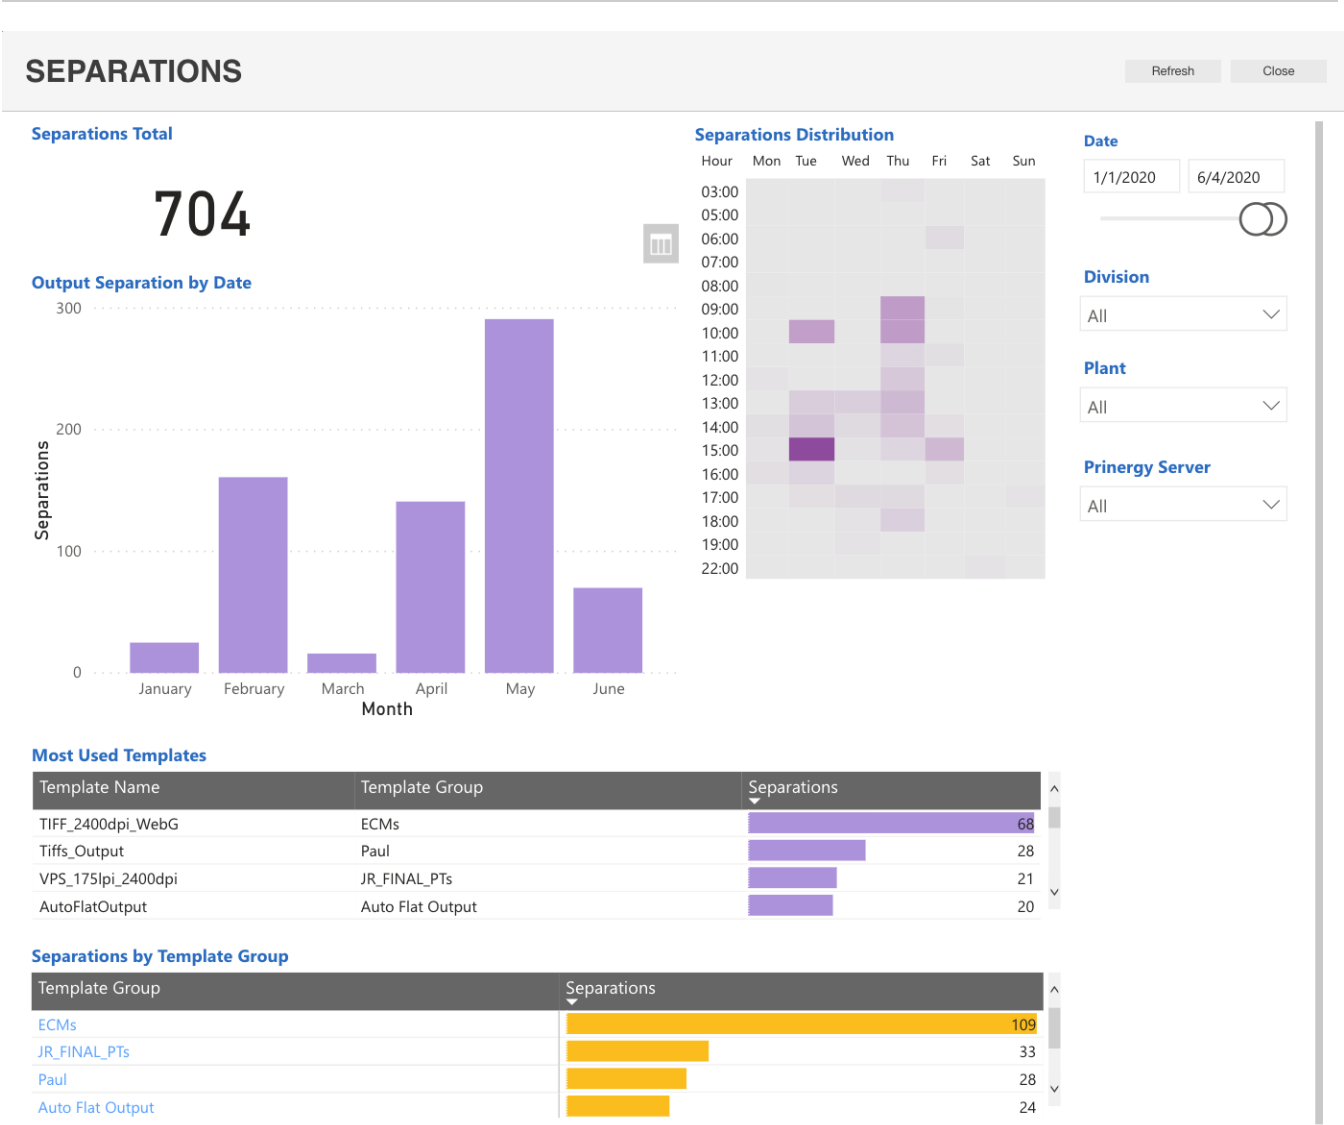 SEPARATIONS
Refresh
Close
Separations Total
704
Output Separation by Date
300
200
100
0
Separations
January February March April May June
Month
Separations Distribution
Hour Mon Tue Wed Thu Fri Sat Sun
03:00
05:00
06:00
07:00
08:00
09:00
10:00
11:00
12:00
13:00
14:00
15:00
16:00
17:00
18:00
19:00
22:00
Date
1/1/2020 6/4/2020
Division
All
Plant
All
Prinergy Server
All
Most Used Templates
Template Name Template Group Separations
TIFF_2400dpi_WebG ECMs 68
Tiffs_Output Paul 28
VPS_175lpi_2400dpi JR_FINAL_PTs 21
AutoFlatOutput Auto Flat Output 20
Separations by Template Group
Template Group Separations
ECMs 109
JR_FINAL_PTs 33
Paul 28
Auto Flat Output 24